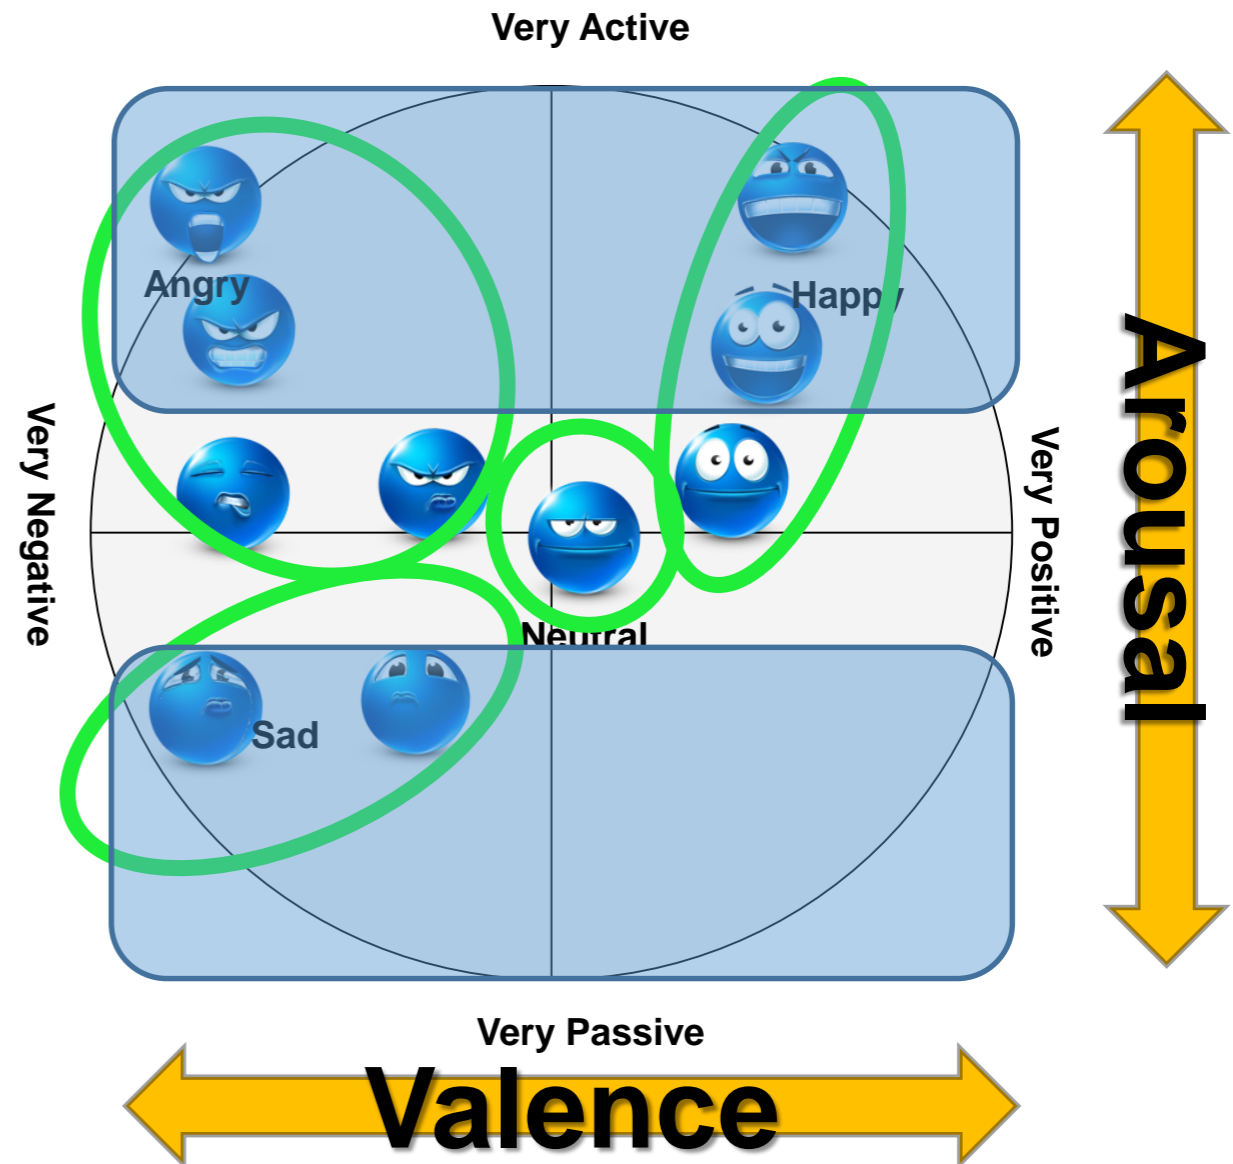 Very Active
Angry
Happy
Very Negative
Very Positive
Arousal
Neutral
Sad
Very Passive
Valence